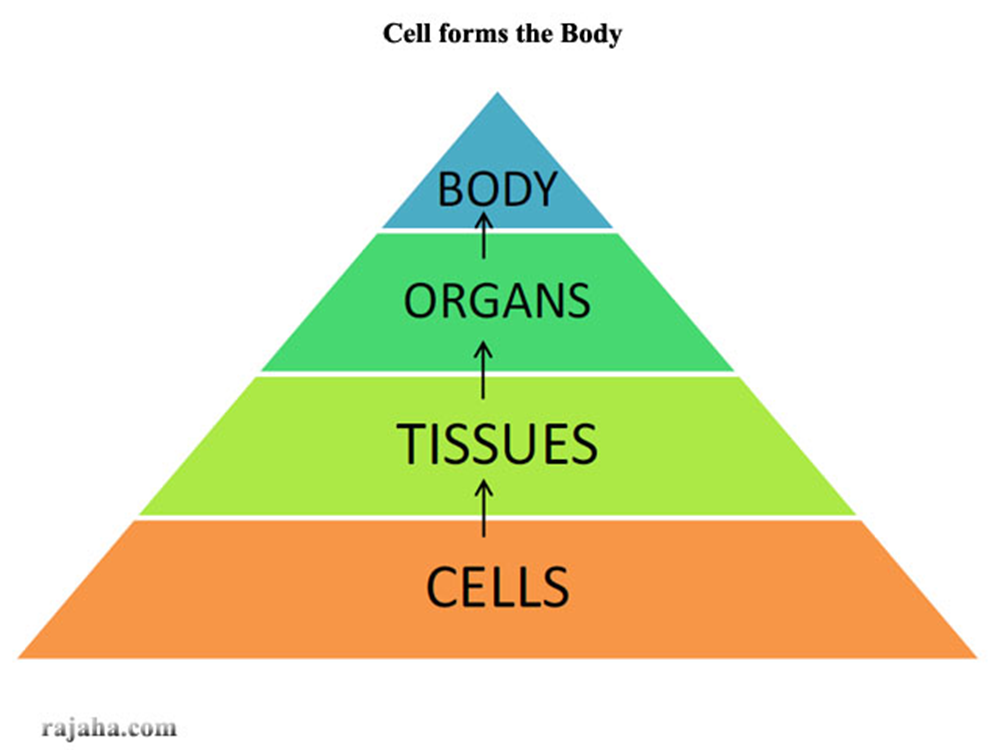 Cell forms the Body
BODY
ORGANS
TISSUES
CELLS
rajaha.com